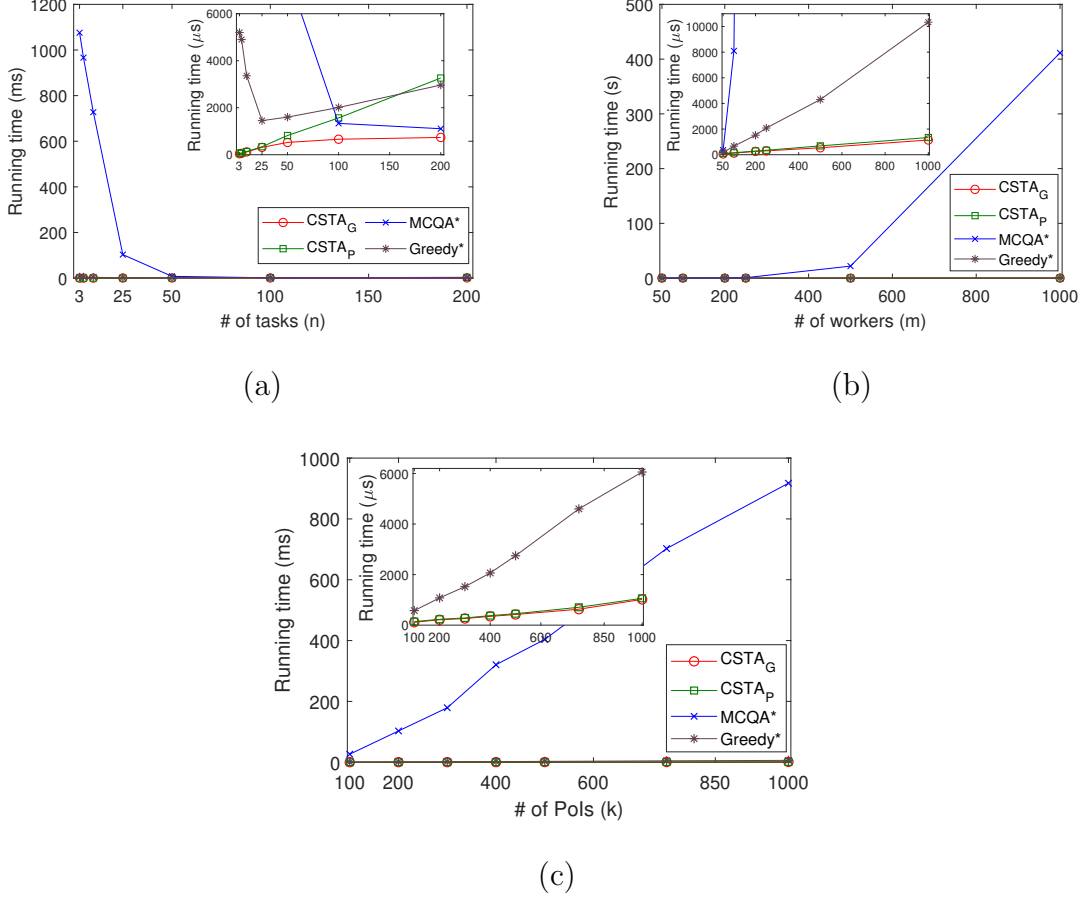 1200
1000
800
600
400
200
0
Running time (ms)
3 25 50 100 150 200
# of tasks (n)
6000
4000
2000
0
Running time (μs)
3 25 50 100 150 200
CSTA_G
CSTA_P
MCQA*
Greedy*
(a)
500
400
300
200
100
0
Running time (s)
50 200 400 600 800 1000
# of workers (m)
10000
8000
6000
4000
2000
0
Running time (μs)
50 200 400 600 800 1000
CSTA_G
CSTA_P
MCQA*
Greedy*
(b)
1000
800
600
400
200
0
Running time (ms)
100 200 400 600 850 1000
# of PoIs (k)
6000
4000
2000
0
Running time (μs)
100 200 400 600 850 1000
CSTA_G
CSTA_P
MCQA*
Greedy*
(c)